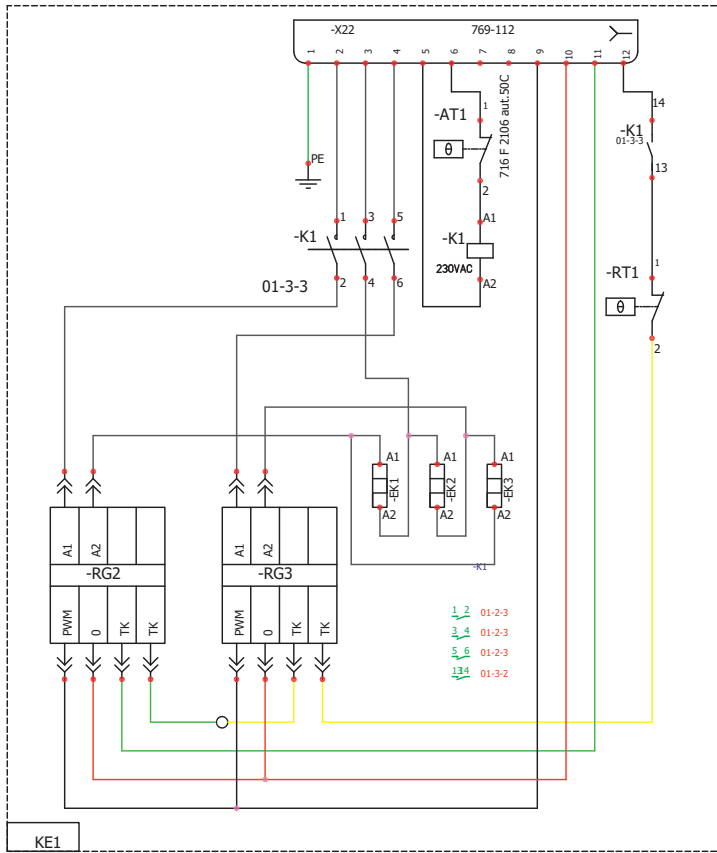 -X22 769-112
1 2 3 4 5 6 7 8 9 10 11 12
PE
-AT1
1
θ
2
716 F 2106 aut.50C
14
-K1
01-3-3
13
-K1
1 3 5
2 4 6
01-3-3
A1
-K1
230VAC
A2
1
-RT1
θ
2
A1 A1 A1
-EK1 -EK2 -EK3
A2 A2 A2
A1 A2
-RG2
PWM 0 TK TK
A1 A2
-RG3
PWM 0 TK TK
-K1
1 2 01-2-3
3 4 01-2-3
5 6 01-2-3
1314 01-3-2
KE1